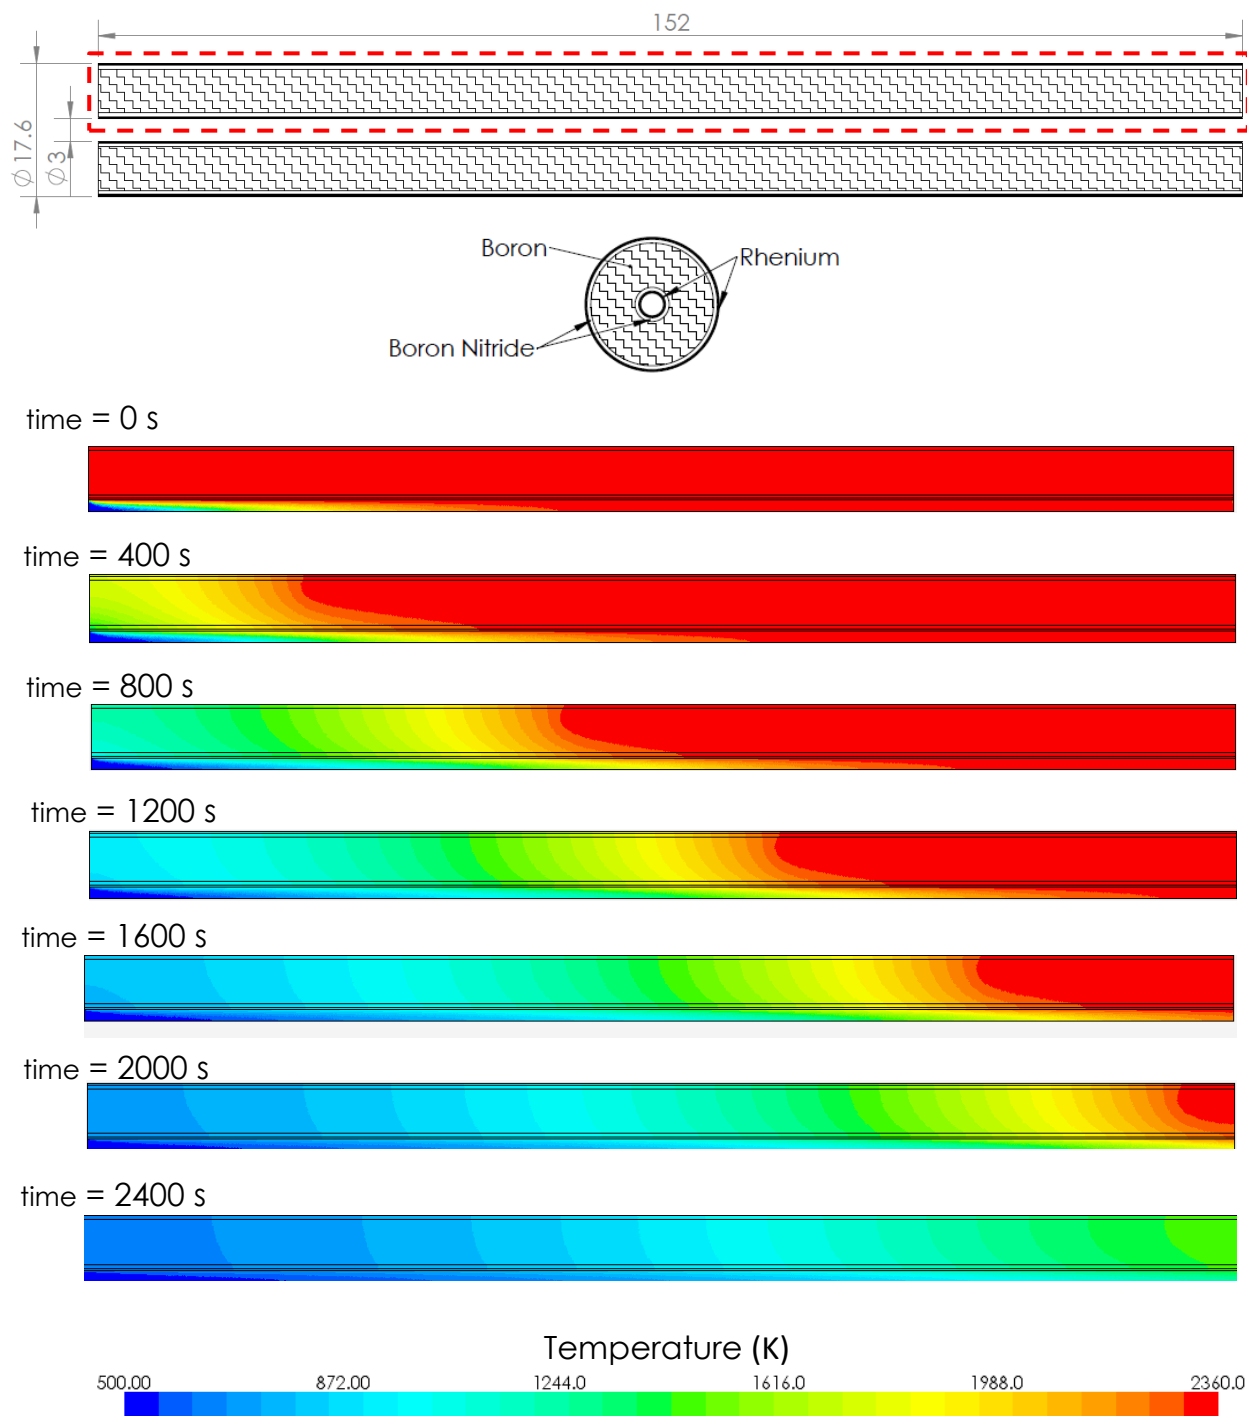 152
Ø17.6
Ø3
Boron
Rhenium
Boron Nitride
time = 0 s
time = 400 s
time = 800 s
time = 1200 s
time = 1600 s
time = 2000 s
time = 2400 s
Temperature (K)
500.00 872.00 1244.0 1616.0 1988.0 2360.0